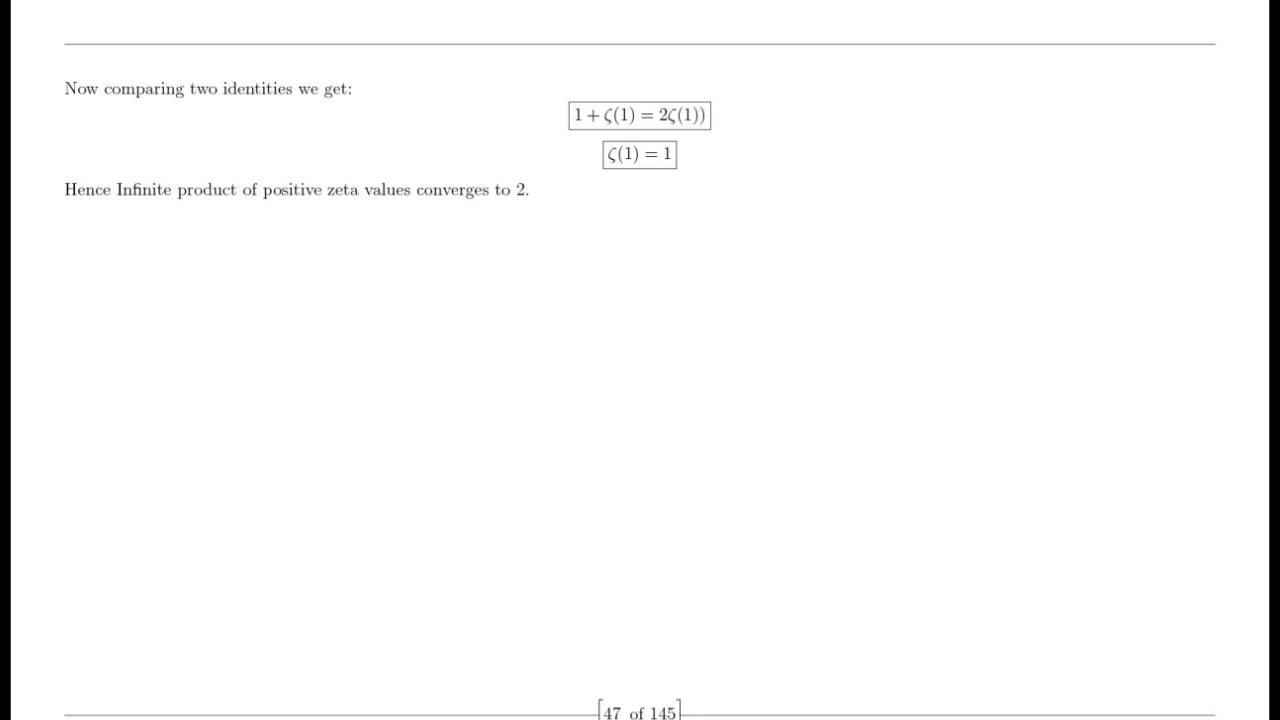 Now comparing two identities we get:
1 + ζ(1) = 2ζ(1))
ζ(1) = 1
Hence Infinite product of positive zeta values converges to 2.
[47 of 145]